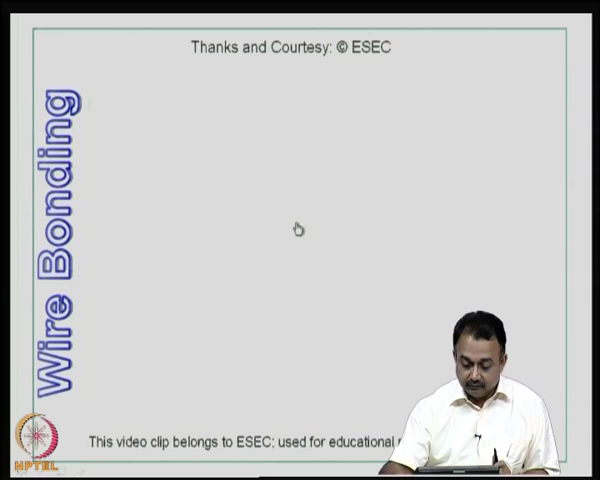 Thanks and Courtesy: © ESEC
Wire Bonding
This video clip belongs to ESEC; used for educational
NPTEL